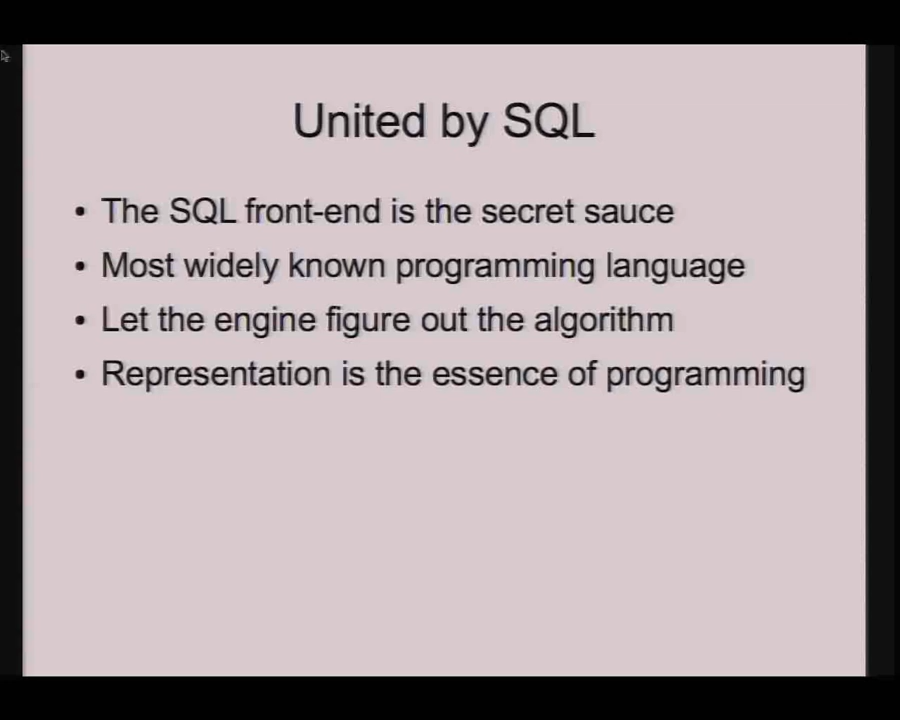 United by SQL
• The SQL front-end is the secret sauce
• Most widely known programming language
• Let the engine figure out the algorithm
• Representation is the essence of programming